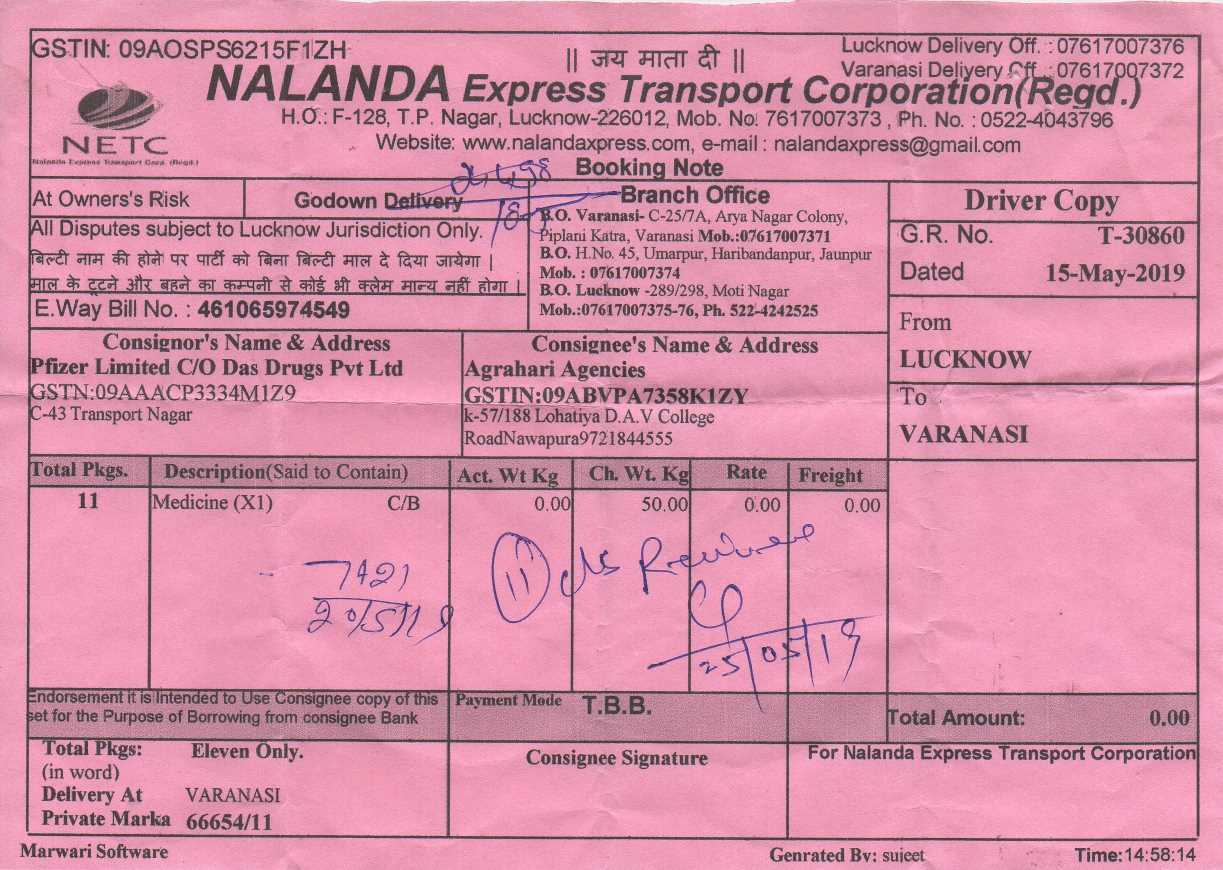 GSTIN: 09AOSPS6215F1ZH
|| जय माता दी ||
Lucknow Delivery Off. : 07617007376
Varanasi Delivery Off. : 07617007372
NALANDA Express Transport Corporation(Regd.)
NETC
Nalanda Express Transport Corp. (Regd.)
H.O.: F-128, T.P. Nagar, Lucknow-226012, Mob. No: 7617007373 , Ph. No. : 0522-4043796
Website: www.nalandaxpress.com, e-mail : nalandaxpress@gmail.com
Booking Note
At Owners's Risk
Godown Delivery
All Disputes subject to Lucknow Jurisdiction Only.
बिल्टी नाम की होने पर पार्टी को बिना बिल्टी माल दे दिया जायेगा |
माल के टूटने और बहने का कम्पनी से कोई भी क्लेम मान्य नहीं होगा |
E.Way Bill No. : 461065974549
Branch Office
B.O. Varanasi- C-25/7A, Arya Nagar Colony,
Piplani Katra, Varanasi Mob.:07617007371
B.O. H.No. 45, Umarpur, Haribandanpur, Jaunpur
Mob. : 07617007374
B.O. Lucknow -289/298, Moti Nagar
Mob.:07617007375-76, Ph. 522-4242525
Driver Copy
G.R. No. T-30860
Dated 15-May-2019
From
LUCKNOW
To
VARANASI
Consignor's Name & Address
Pfizer Limited C/O Das Drugs Pvt Ltd
GSTN:09AAACP3334M1Z9
C-43 Transport Nagar
Consignee's Name & Address
Agrahari Agencies
GSTIN:09ABVPA7358K1ZY
k-57/188 Lohatiya D.A.V College
RoadNawapura9721844555
Total Pkgs. Description(Said to Contain) Act. Wt Kg Ch. Wt. Kg Rate Freight
11 Medicine (X1) C/B 0.00 50.00 0.00 0.00
7421
20/5/19
11
25/05/19
Endorsement it is Intended to Use Consignee copy of this
set for the Purpose of Borrowing from consignee Bank
Payment Mode T.B.B.
Total Amount: 0.00
Total Pkgs: Eleven Only.
(in word)
Delivery At VARANASI
Private Marka 66654/11
Consignee Signature
For Nalanda Express Transport Corporation
Marwari Software
Genrated By: sujeet
Time:14:58:14